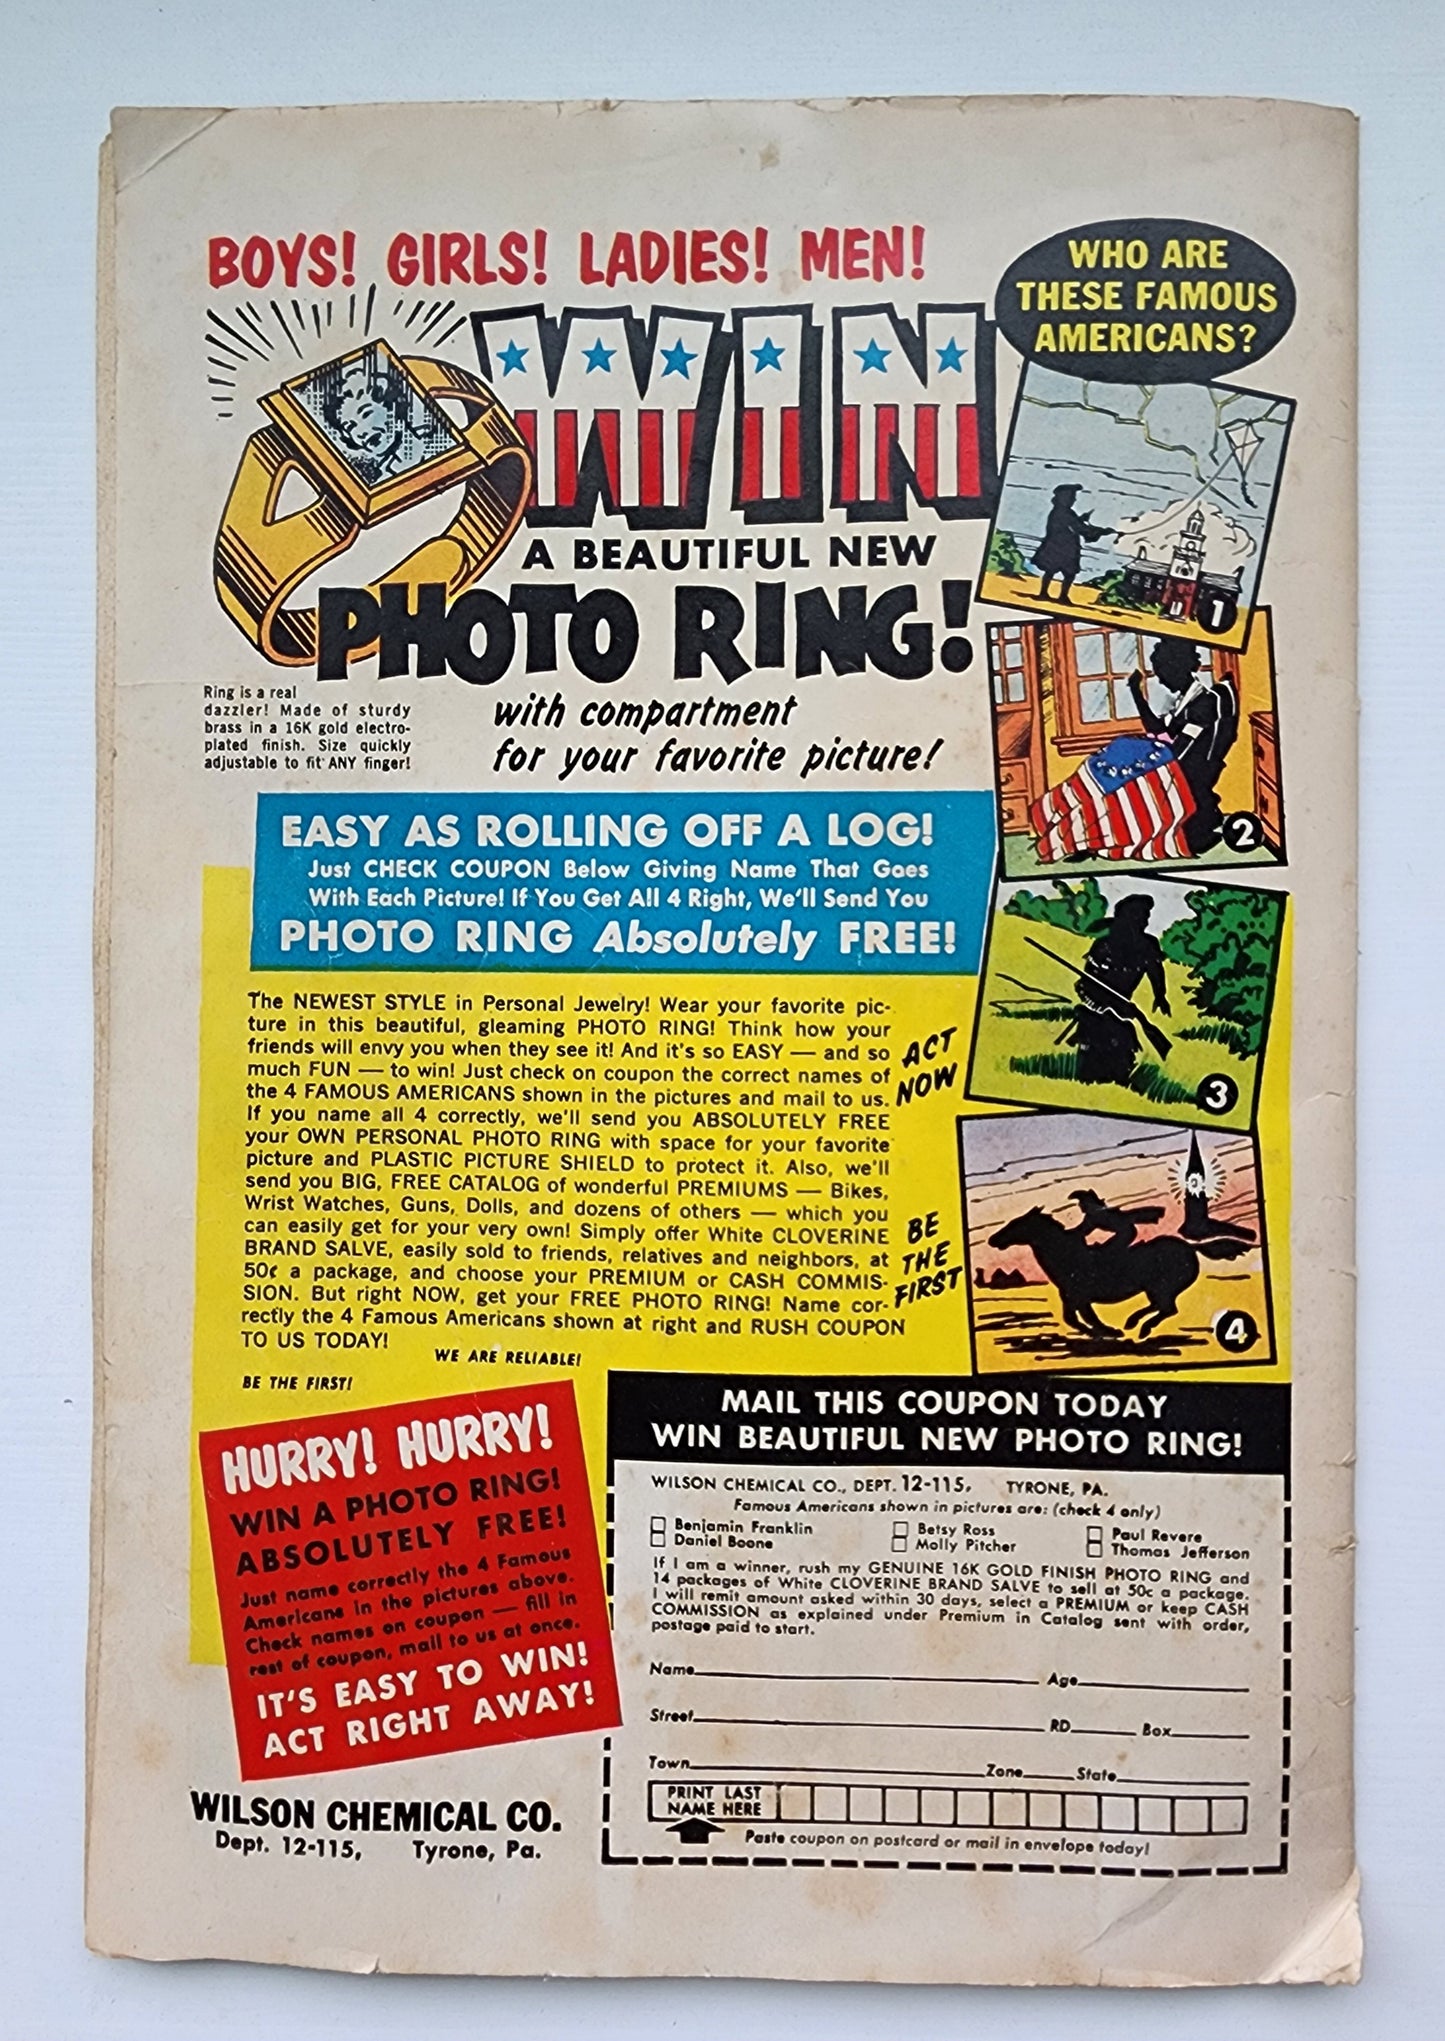 BOYS! GIRLS! LADIES! MEN!
WIN
A BEAUTIFUL NEW
PHOTO RING!
with compartment
for your favorite picture!
Ring is a real
dazzler! Made of sturdy
brass in a 16K gold electro-
plated finish. Size quickly
adjustable to fit ANY finger!
WHO ARE
THESE FAMOUS
AMERICANS?
1
2
3
4
EASY AS ROLLING OFF A LOG!
Just CHECK COUPON Below Giving Name That Goes
With Each Picture! If You Get All 4 Right, We'll Send You
PHOTO RING Absolutely FREE!
The NEWEST STYLE in Personal Jewelry! Wear your favorite pic-
ture in this beautiful, gleaming PHOTO RING! Think how your
friends will envy you when they see it! And it's so EASY — and so
much FUN — to win! Just check on coupon the correct names of
the 4 FAMOUS AMERICANS shown in the pictures and mail to us.
If you name all 4 correctly, we'll send you ABSOLUTELY FREE
your OWN PERSONAL PHOTO RING with space for your favorite
picture and PLASTIC PICTURE SHIELD to protect it. Also, we'll
send you BIG, FREE CATALOG of wonderful PREMIUMS — Bikes,
Wrist Watches, Guns, Dolls, and dozens of others — which you
can easily get for your very own! Simply offer White CLOVERINE
BRAND SALVE, easily sold to friends, relatives and neighbors, at
50¢ a package, and choose your PREMIUM or CASH COMMIS-
SION. But right NOW, get your FREE PHOTO RING! Name cor-
rectly the 4 Famous Americans shown at right and RUSH COUPON
TO US TODAY!
ACT
NOW
BE
THE
FIRST
WE ARE RELIABLE!
BE THE FIRST!
HURRY! HURRY!
WIN A PHOTO RING!
ABSOLUTELY FREE!
Just name correctly the 4 Famous
Americans in the pictures above.
Check names on coupon — fill in
rest of coupon, mail to us at once.
IT'S EASY TO WIN!
ACT RIGHT AWAY!
WILSON CHEMICAL CO.
Dept. 12-115, Tyrone, Pa.
MAIL THIS COUPON TODAY
WIN BEAUTIFUL NEW PHOTO RING!
WILSON CHEMICAL CO., DEPT. 12-115, TYRONE, PA.
Famous Americans shown in pictures are: (check 4 only)
Benjamin Franklin Betsy Ross Paul Revere
Daniel Boone Molly Pitcher Thomas Jefferson
If I am a winner, rush my GENUINE 16K GOLD FINISH PHOTO RING and
14 packages of White CLOVERINE BRAND SALVE to sell at 50c a package.
I will remit amount asked within 30 days, select a PREMIUM or keep CASH
COMMISSION as explained under Premium in Catalog sent with order,
postage paid to start.
Name Age
Street RD Box
Town Zone State
PRINT LAST
NAME HERE
Paste coupon on postcard or mail in envelope today!